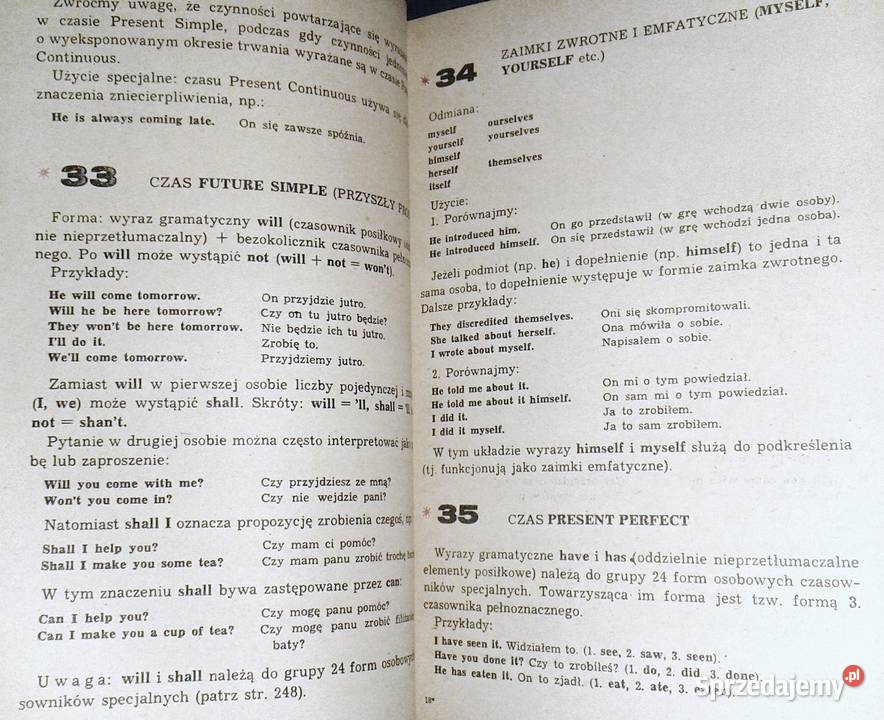 Zwróćmy uwagę, że czynności powtarzające się
w czasie Present Simple, podczas gdy czynności
o wyeksponowanym okresie trwania wyrażane są w czasie
Continuous.
Użycie specjalne: czasu Present Continuous używa się
znaczenia zniecierpliwienia, np.:
He is always coming late. On się zawsze spóźnia.
* 33 CZAS FUTURE SIMPLE (PRZYSZŁY
Forma: wyraz gramatyczny will (czasownik posiłkowy
nie nieprzetłumaczalny) + bezokolicznik czasownika
nego. Po will może wystąpić not (will + not = won't).
Przykłady:
He will come tomorrow. On przyjdzie jutro.
Will he be here tomorrow? Czy on tu jutro będzie?
They won't be here tomorrow. Nie będzie ich tu jutro.
I'll do it. Zrobię to.
We'll come tomorrow. Przyjdziemy jutro.
Zamiast will w pierwszej osobie liczby pojedynczej i
(I, we) może wystąpić shall. Skróty: will = 'll, shall =
not = shan't.
Pytanie w drugiej osobie można często interpretować
bę lub zaproszenie:
Will you come with me? Czy przyjdziesz ze mną?
Won't you come in? Czy nie wejdzie pani?
Natomiast shall I oznacza propozycję zrobienia czegoś,
Shall I help you? Czy mam ci pomóc?
Shall I make you some tea? Czy mam panu zrobić trochę
W tym znaczeniu shall bywa zastępowane przez can:
Can I help you? Czy mogę panu pomóc?
Can I make you a cup of tea? Czy mogę panu zrobić
baty?
Uwaga: will i shall należą do grupy 24 form osobowych
sowników specjalnych (patrz str. 248).
* 34 ZAIMKI ZWROTNE I EMFATYCZNE (MYSELF,
YOURSELF etc.)
Odmiana:
myself ourselves
yourself yourselves
himself
herself themselves
itself
Użycie:
1. Porównajmy:
He introduced him. On go przedstawił (w grę wchodzą dwie osoby).
He introduced himself. On się przedstawił (w grę wchodzi jedna osoba).
Jeżeli podmiot (np. he) i dopełnienie (np. himself) to jedna i ta
sama osoba, to dopełnienie występuje w formie zaimka zwrotnego.
Dalsze przykłady:
They discredited themselves. Oni się skompromitowali.
She talked about herself. Ona mówiła o sobie.
I wrote about myself. Napisałem o sobie.
2. Porównajmy:
He told me about it. On mi o tym powiedział.
He told me about it himself. On sam mi o tym powiedział.
I did it. Ja to zrobiłem.
I did it myself. Ja to sam zrobiłem.
W tym układzie wyrazy himself i myself służą do podkreślenia
(tj. funkcjonują jako zaimki emfatyczne).
* 35 CZAS PRESENT PERFECT
Wyrazy gramatyczne have i has (oddzielnie nieprzetłumaczalne
elementy posiłkowe) należą do grupy 24 form osobowych czasow-
ników specjalnych. Towarzysząca im forma jest tzw. formą 3.
czasownika pełnoznacznego.
Przykłady:
I have seen it. Widziałem to. (1. see, 2. saw, 3. seen).
Have you done it? Czy to zrobiłeś? (1. do, 2. did, 3. done).
He has eaten it. On to zjadł. (1. eat, 2. ate, 3.
18*
Sprzedajemy.pl